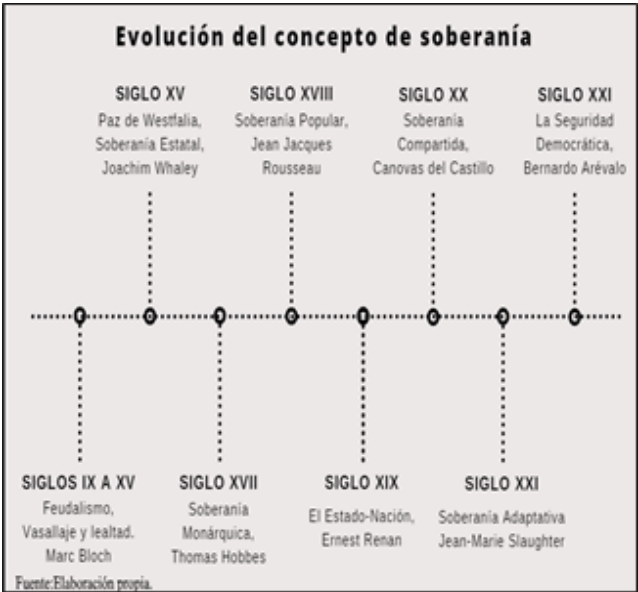 Evolución del concepto de soberanía
SIGLO XV
Paz de Westfalia,
Soberanía Estatal,
Joachim Whaley
SIGLO XVIII
Soberanía Popular,
Jean Jacques
Rousseau
SIGLO XX
Soberanía
Compartida,
Canovas del Castillo
SIGLO XXI
La Seguridad
Democrática,
Bernardo Arévalo
SIGLOS IX A XV
Feudalismo,
Vasallaje y lealtad.
Marc Bloch
SIGLO XVII
Soberanía
Monárquica,
Thomas Hobbes
SIGLO XIX
El Estado-Nación,
Ernest Renan
SIGLO XXI
Soberanía Adaptativa
Jean-Marie Slaughter
Fuente:Elaboración propia.